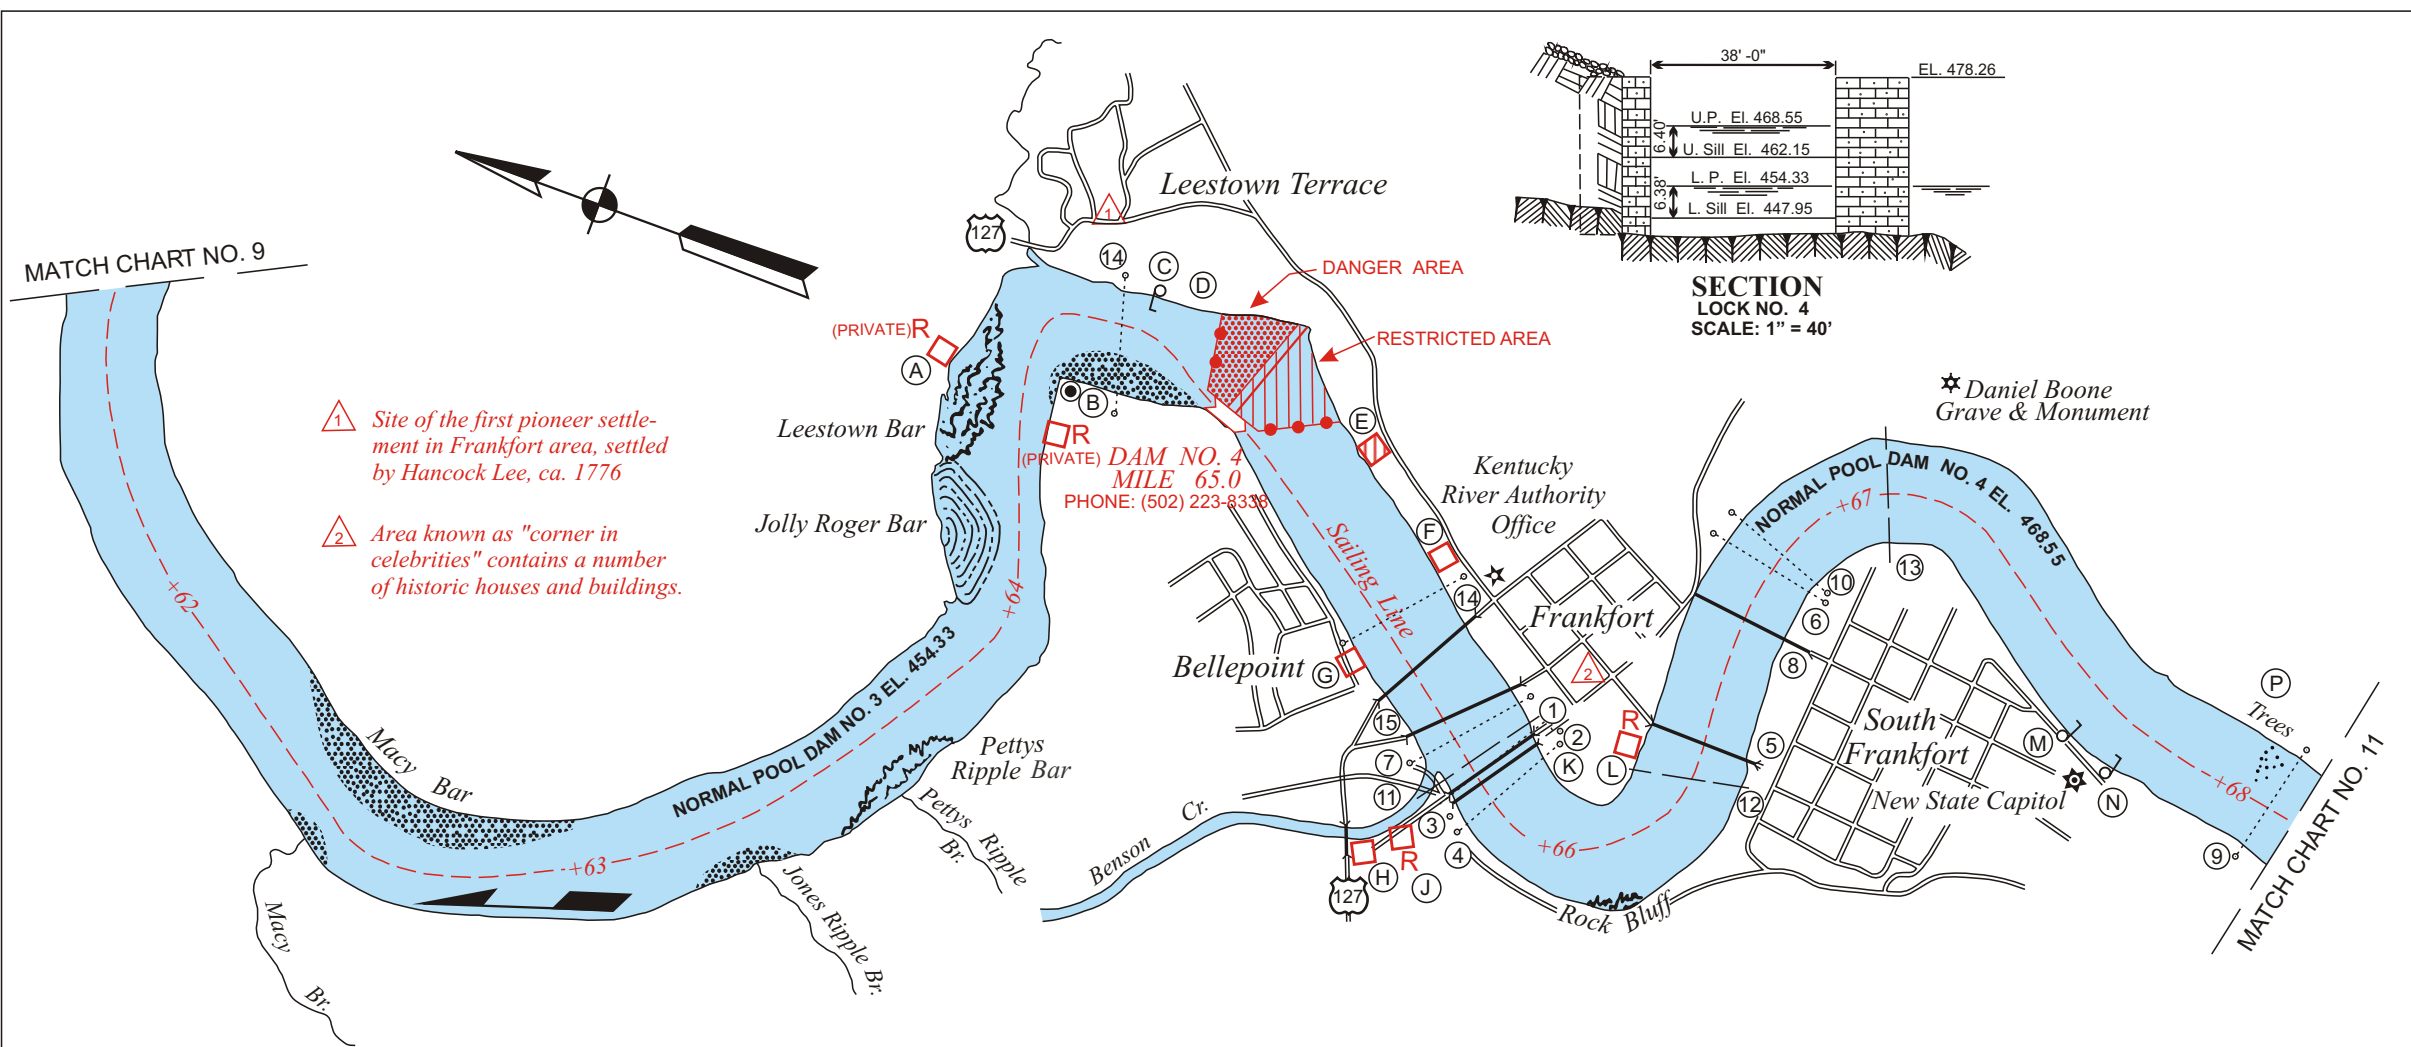 38' -0"
EL. 478.26
U.P. El. 468.55
6.40'
U. Sill El. 462.15
L. P. El. 454.33
6.38'
L. Sill El. 447.95
SECTION
LOCK NO. 4
SCALE: 1" = 40'
MATCH CHART NO. 9
Leestown Terrace
1
127
14
C
D
DANGER AREA
RESTRICTED AREA
(PRIVATE) R
A
B
R
(PRIVATE)
DAM NO. 4
MILE 65.0
PHONE: (502) 223-8338
Leestown Bar
Jolly Roger Bar
1
Site of the first pioneer settle-
ment in Frankfort area, settled
by Hancock Lee, ca. 1776
2
Area known as "corner in
celebrities" contains a number
of historic houses and buildings.
E
F
Kentucky
River Authority
Office
14
Frankfort
2
Daniel Boone
Grave & Monument
NORMAL POOL DAM NO. 4 EL. 468.55
+67
10
6
13
8
Sailing Line
Bellepoint
G
15
7
11
1
2
K
3
4
H
R
J
127
Benson Cr.
R
L
5
12
+66
Rock Bluff
South
Frankfort
New State Capitol
M
N
P
Trees
+68
9
MATCH CHART NO. 11
+62
+63
+64
NORMAL POOL DAM NO. 3 EL. 454.33
Macy Bar
Pettys
Ripple Bar
Pettys Ripple
Br.
Jones Ripple Br.
Macy
Br.